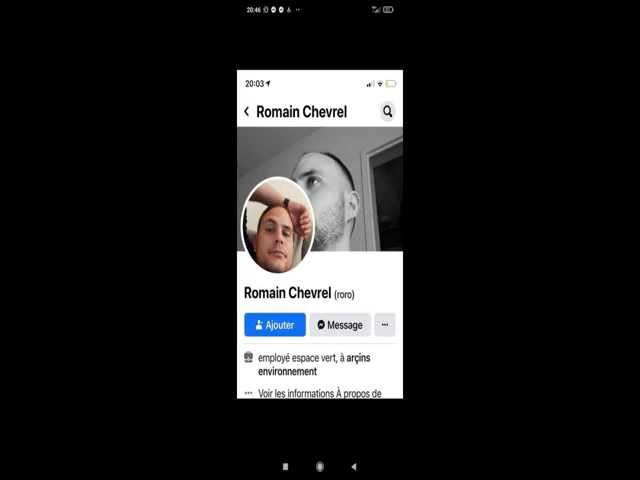 20:46
20:03
Romain Chevrel
Romain Chevrel (roro)
Ajouter
Message
employé espace vert, à arçins
environnement
Voir les informations À propos de